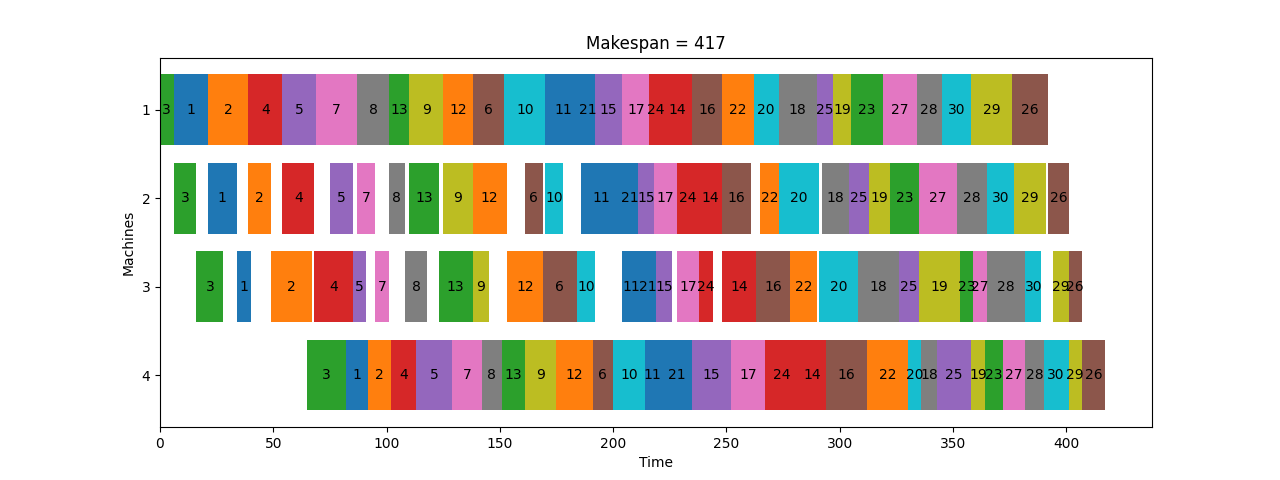 Makespan = 417
1 3 1 2 4 5 7 8 13 9 12 6 10 11 21 15 17 24 14 16 22 20 18 25 19 23 27 28 30 29 26
2 3 1 2 4 5 7 8 13 9 12 6 10 11 21 15 17 24 14 16 22 20 18 25 19 23 27 28 30 29 26
3 3 1 2 4 5 7 8 13 9 12 6 10 11 21 15 17 24 14 16 22 20 18 25 19 23 27 28 30 29 26
4 3 1 2 4 5 7 8 13 9 12 6 10 11 21 15 17 24 14 16 22 20 18 25 19 23 27 28 30 29 26
Machines
0 50 100 150 200 250 300 350 400
Time